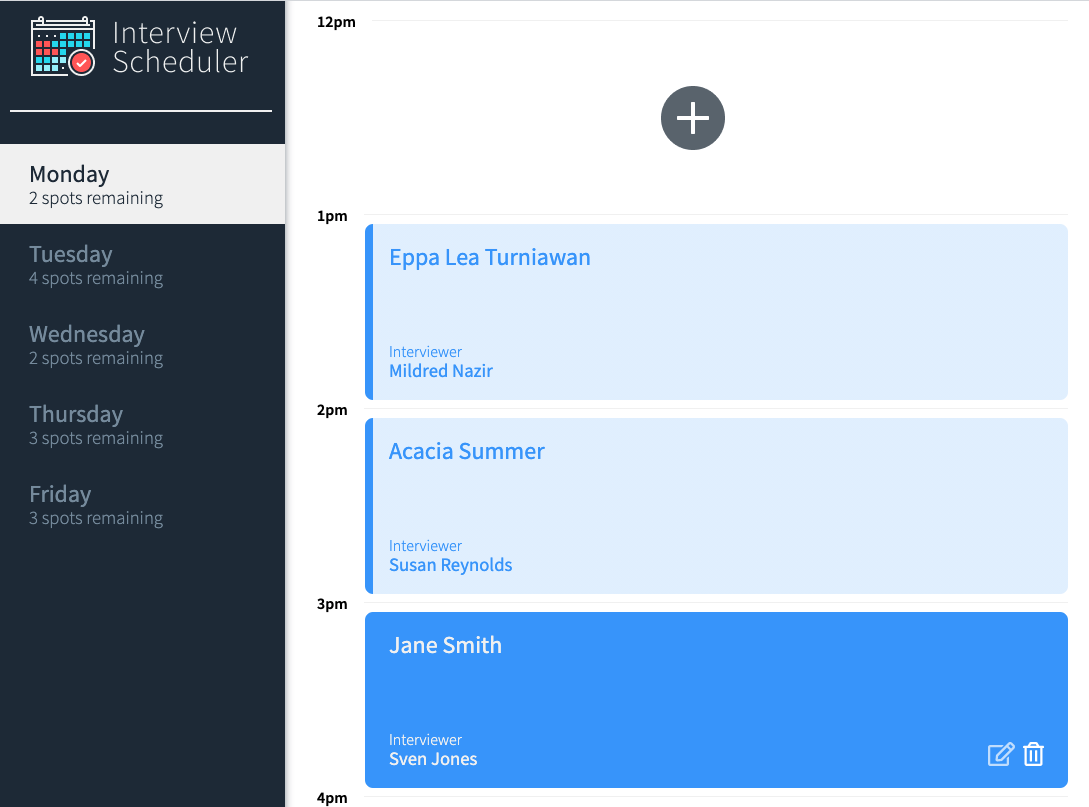 Interview
Scheduler
Monday
2 spots remaining
Tuesday
4 spots remaining
Wednesday
2 spots remaining
Thursday
3 spots remaining
Friday
3 spots remaining
12pm
1pm
Eppa Lea Turniawan
Interviewer
Mildred Nazir
2pm
Acacia Summer
Interviewer
Susan Reynolds
3pm
Jane Smith
Interviewer
Sven Jones
4pm